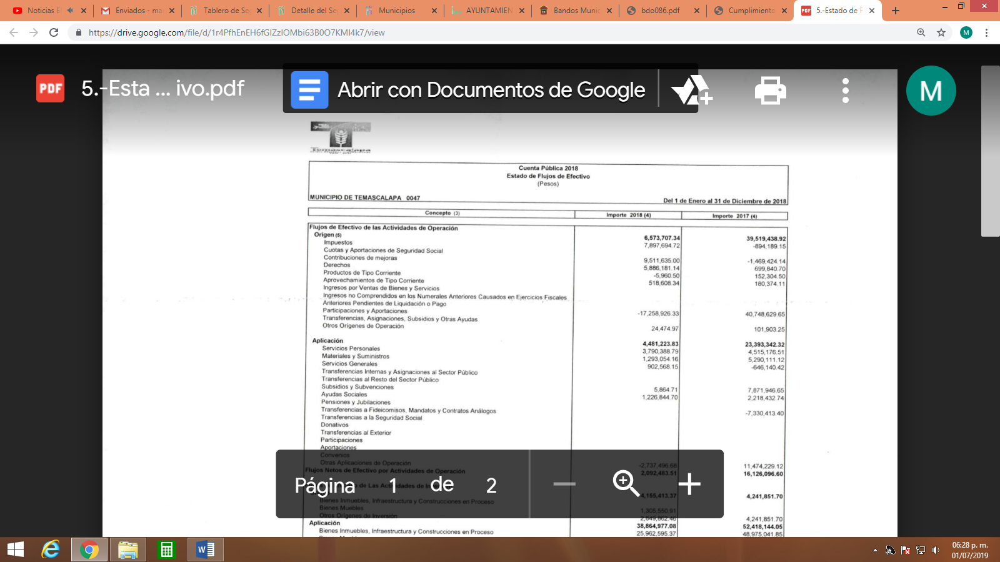 Noticias E
Enviados - ma
Tablero de Se
Detalle del Se
Municipios
AYUNTAMIEN
Bandos Munic
bdo086.pdf
Cumplimiento
5.-Estado de F
https://drive.google.com/file/d/1r4PfhEnEH6fGIZzIOMbi63B0O7KMI4k7/view
M
PDF 5.-Esta ... ivo.pdf
Abrir con Documentos de Google
M
Temascalapa
Cuenta Pública 2018
Estado de Flujos de Efectivo
(Pesos)
MUNICIPIO DE TEMASCALAPA 0047
Del 1 de Enero al 31 de Diciembre de 2018
Concepto (3) Importe 2018 (4) Importe 2017 (4)
Flujos de Efectivo de las Actividades de Operación
Origen (5) 6,573,707.34 39,519,438.92
Impuestos 7,897,694.72 -894,189.15
Cuotas y Aportaciones de Seguridad Social
Contribuciones de mejoras 9,511,635.00 -1,469,424.14
Derechos 5,886,181.14 699,840.70
Productos de Tipo Corriente -5,960.50 152,304.50
Aprovechamientos de Tipo Corriente 518,608.34 180,374.11
Ingresos por Ventas de Bienes y Servicios
Ingresos no Comprendidos en los Numerales Anteriores Causados en Ejercicios Fiscales
Anteriores Pendientes de Liquidación o Pago
Participaciones y Aportaciones -17,258,926.33 40,748,629.65
Transferencias, Asignaciones, Subsidios y Otras Ayudas
Otros Orígenes de Operación 24,474.97 101,903.25
Aplicación 4,481,223.83 23,393,342.32
Servicios Personales 3,790,388.79 4,515,176.51
Materiales y Suministros 1,293,054.16 5,290,111.12
Servicios Generales 902,568.15 -646,140.42
Transferencias Internas y Asignaciones al Sector Público
Transferencias al Resto del Sector Público
Subsidios y Subvenciones 5,864.71 7,871,946.65
Ayudas Sociales 1,226,844.70 2,218,432.74
Pensiones y Jubilaciones
Transferencias a Fideicomisos, Mandatos y Contratos Análogos -7,330,413.40
Transferencias a la Seguridad Social
Donativos
Transferencias al Exterior
Participaciones
Aportaciones
Convenios
Otras Aplicaciones de Operación -2,737,496.68 11,474,229.12
Flujos Netos de Efectivo por Actividades de Operación 2,092,483.51 16,126,096.60
de Las Actividades de
4,155,413.37 4,241,851.70
Bienes Inmuebles, Infraestructura y Construcciones en Proceso
Bienes Muebles 1,305,550.91
Otros Orígenes de Inversión 2,849,862.46 4,241,851.70
Aplicación 38,864,977.08 52,418,144.05
Bienes Inmuebles, Infraestructura y Construcciones en Proceso 25,962,595.37 48,975,041.85
Página 1 de 2
06:28 p. m.
01/07/2019